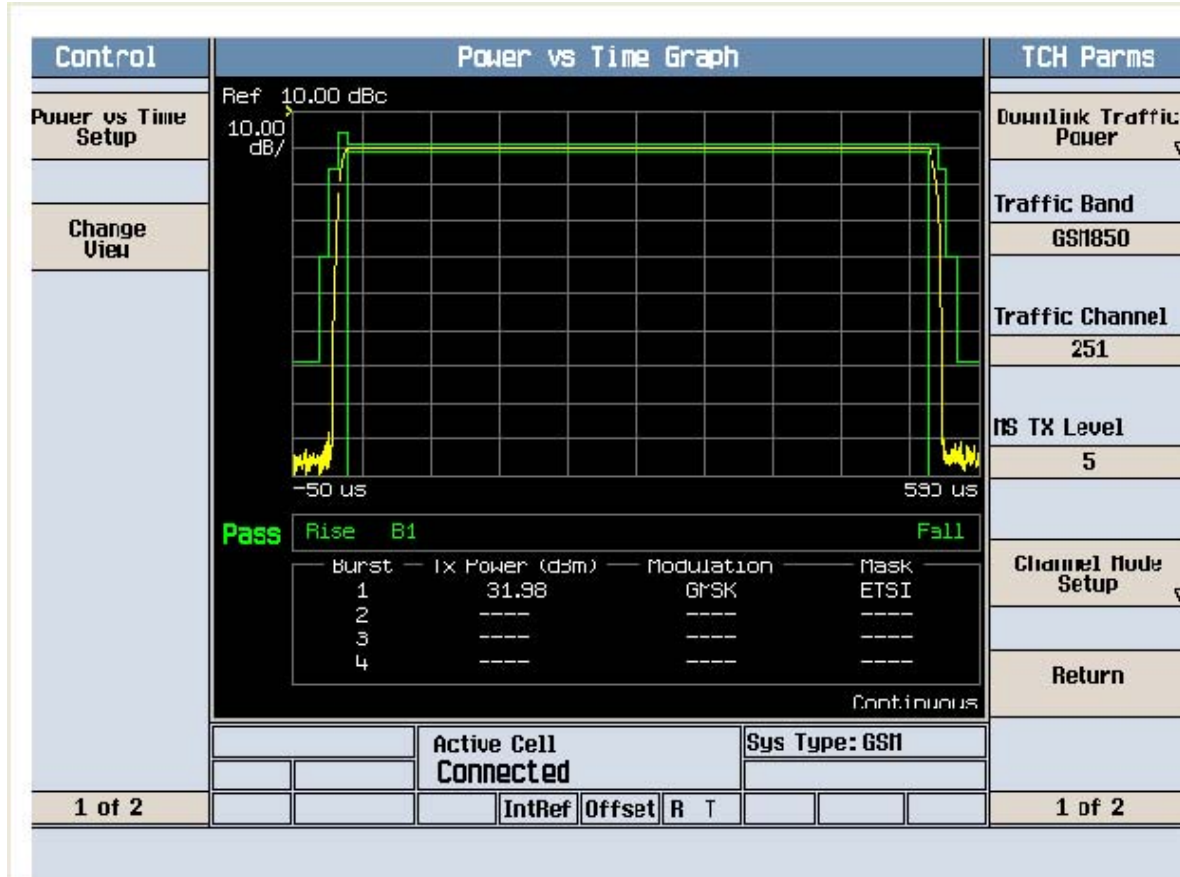 Control
Power vs Time Graph
TCH Parms
Power vs Time
Setup
Change
View
1 of 2
Ref 10.00 dBc
10.00
dB/
-50 us
590 us
Pass
Rise B1
Fall
Burst Tx Power (dBm) Modulation Mask
1 31.98 GMSK ETSI
2 ---- ---- ----
3 ---- ---- ----
4 ---- ---- ----
Continuous
Active Cell
Connected
Sys Type: GSM
IntRef Offset R T
Downlink Traffic
Power
Traffic Band
GSM850
Traffic Channel
251
MS TX Level
5
Channel Mode
Setup
Return
1 of 2